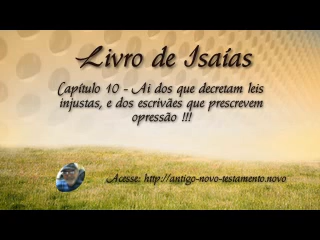 Livro de Isaías
Capítulo 10 - Ai dos que decretam leis
injustas, e dos escrivães que prescrevem
opressão !!!
Acesse: http://antigo-novo-testamento.novo